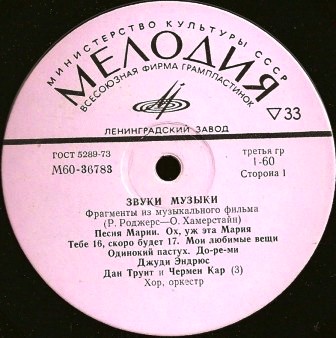 МИНИСТЕРСТВО КУЛЬТУРЫ СССР
МЕЛОДИЯ
ВСЕСОЮЗНАЯ ФИРМА ГРАМПЛАСТИНОК
33
ЛЕНИНГРАДСКИЙ ЗАВОД
ГОСТ 5289-73
М60-36783
третья гр
1-60
Сторона 1
ЗВУКИ МУЗЫКИ
Фрагменты из музыкального фильма
(Р. Роджерс—О. Хамерстайн)
Песня Марии. Ох, уж эта Мария
Тебе 16, скоро будет 17. Мои любимые вещи
Одинокий пастух. До-ре-ми
Джуди Эндрюс
Дан Труит и Чермен Кар (3)
Хор, оркестр